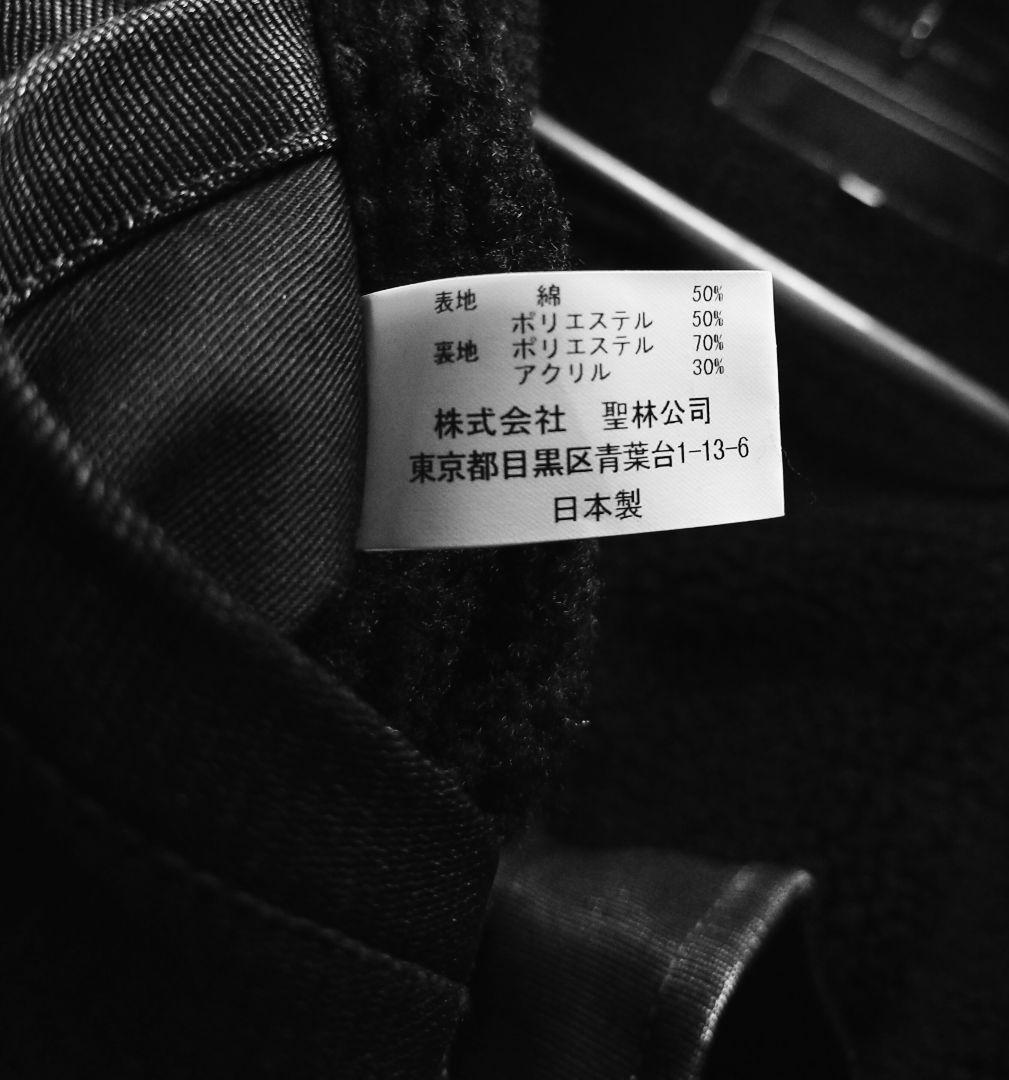 表地 綿 50%
ポリエステル 50%
裏地 ポリエステル 70%
アクリル 30%
株式会社 聖林公司
東京都目黒区青葉台1-13-6
日本製